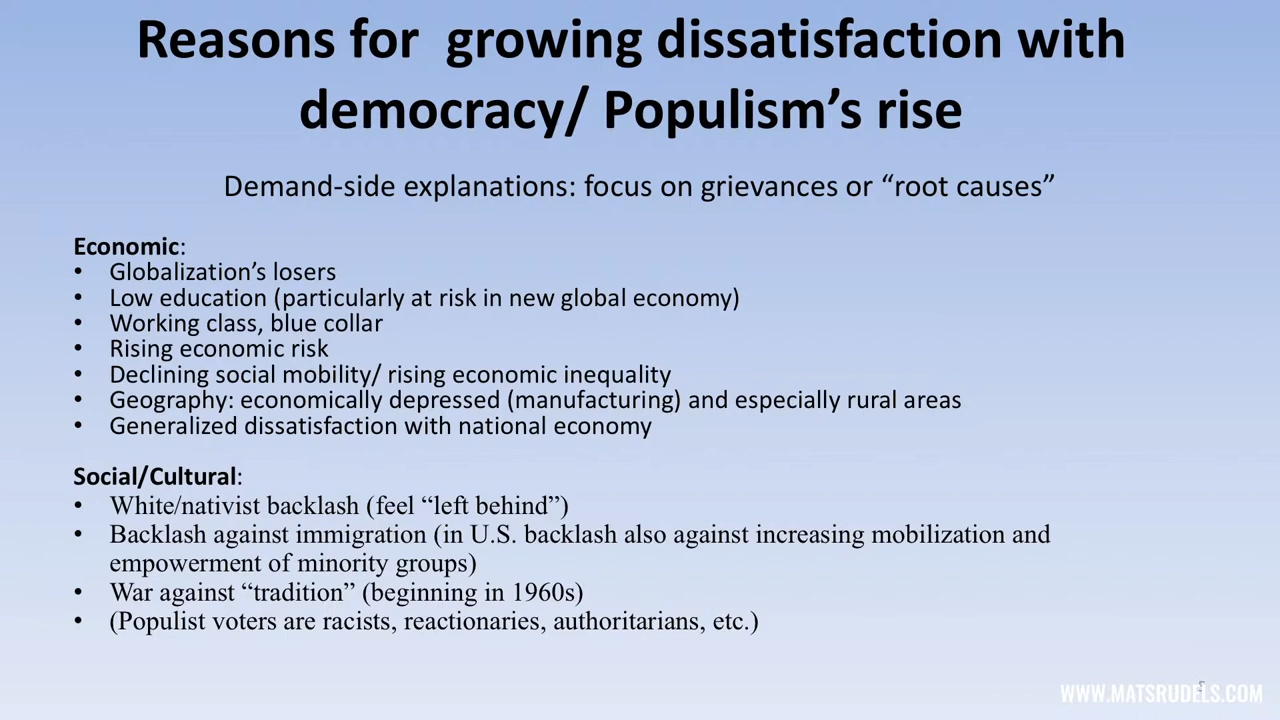 Reasons for growing dissatisfaction with
democracy/ Populism’s rise
Demand-side explanations: focus on grievances or “root causes”
Economic:
• Globalization’s losers
• Low education (particularly at risk in new global economy)
• Working class, blue collar
• Rising economic risk
• Declining social mobility/ rising economic inequality
• Geography: economically depressed (manufacturing) and especially rural areas
• Generalized dissatisfaction with national economy
Social/Cultural:
• White/nativist backlash (feel “left behind”)
• Backlash against immigration (in U.S. backlash also against increasing mobilization and
empowerment of minority groups)
• War against “tradition” (beginning in 1960s)
• (Populist voters are racists, reactionaries, authoritarians, etc.)
WWW.MATSRUDELS.COM